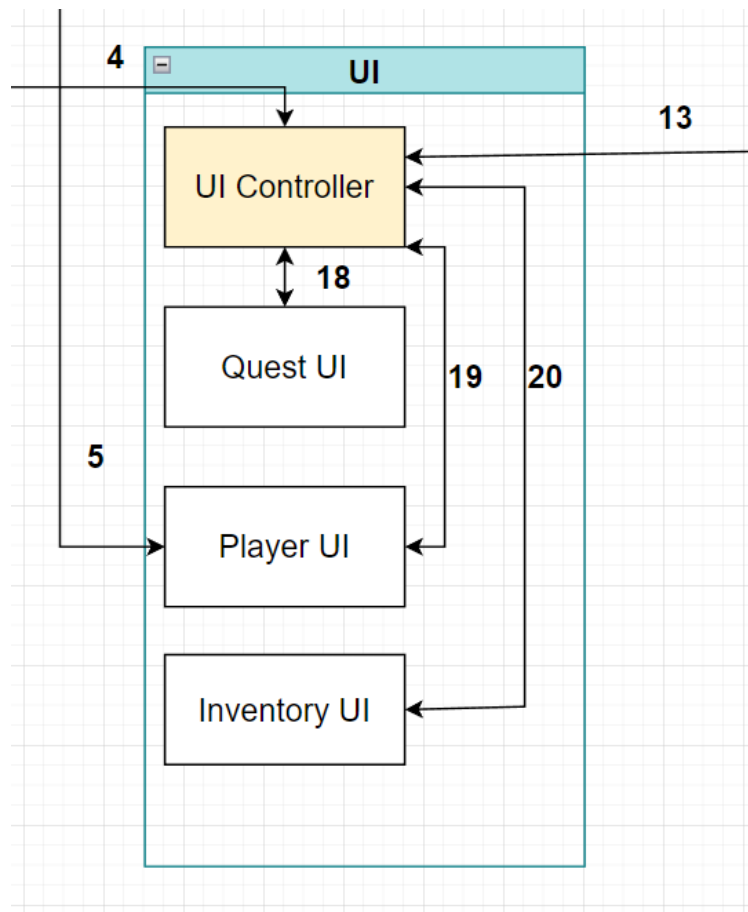 4
UI
13
UI Controller
18
Quest UI
19
20
5
Player UI
Inventory UI